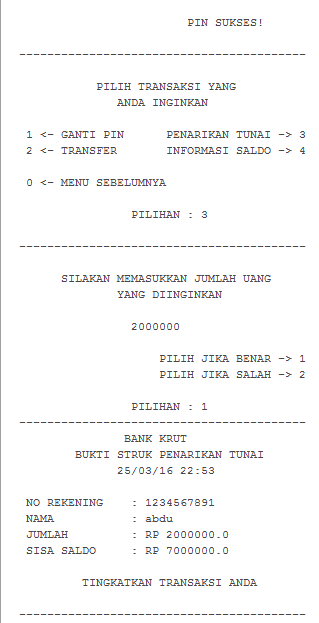 PIN SUKSES!
-----------------------------------------
PILIH TRANSAKSI YANG
ANDA INGINKAN
1 <- GANTI PIN PENARIKAN TUNAI -> 3
2 <- TRANSFER INFORMASI SALDO -> 4
0 <- MENU SEBELUMNYA
PILIHAN : 3
-----------------------------------------
SILAKAN MEMASUKKAN JUMLAH UANG
YANG DIINGINKAN
2000000
PILIH JIKA BENAR -> 1
PILIH JIKA SALAH -> 2
PILIHAN : 1
-----------------------------------------
BANK KRUT
BUKTI STRUK PENARIKAN TUNAI
25/03/16 22:53
NO REKENING : 1234567891
NAMA : abdu
JUMLAH : RP 2000000.0
SISA SALDO : RP 7000000.0
TINGKATKAN TRANSAKSI ANDA
-----------------------------------------